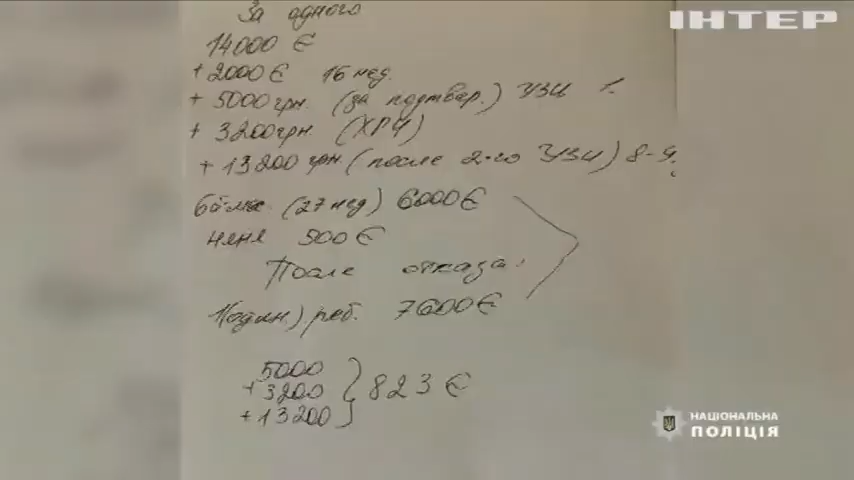 ІНТЕР
За одного
14000 €
+2000 € 16 нед.
+ 5000 грн. (за подтвер.) УЗИ
+ 3200 грн. (ХРЧ)
+ 13200 грн (после 2-го УЗИ) 8-9
(27 нед) 6000 €
няня 500 €
После отказа:
1(один.) реб. 7600 €
5000
+ 3200 } 823 €
+ 13200
НАЦІОНАЛЬНА
ПОЛІЦІЯ